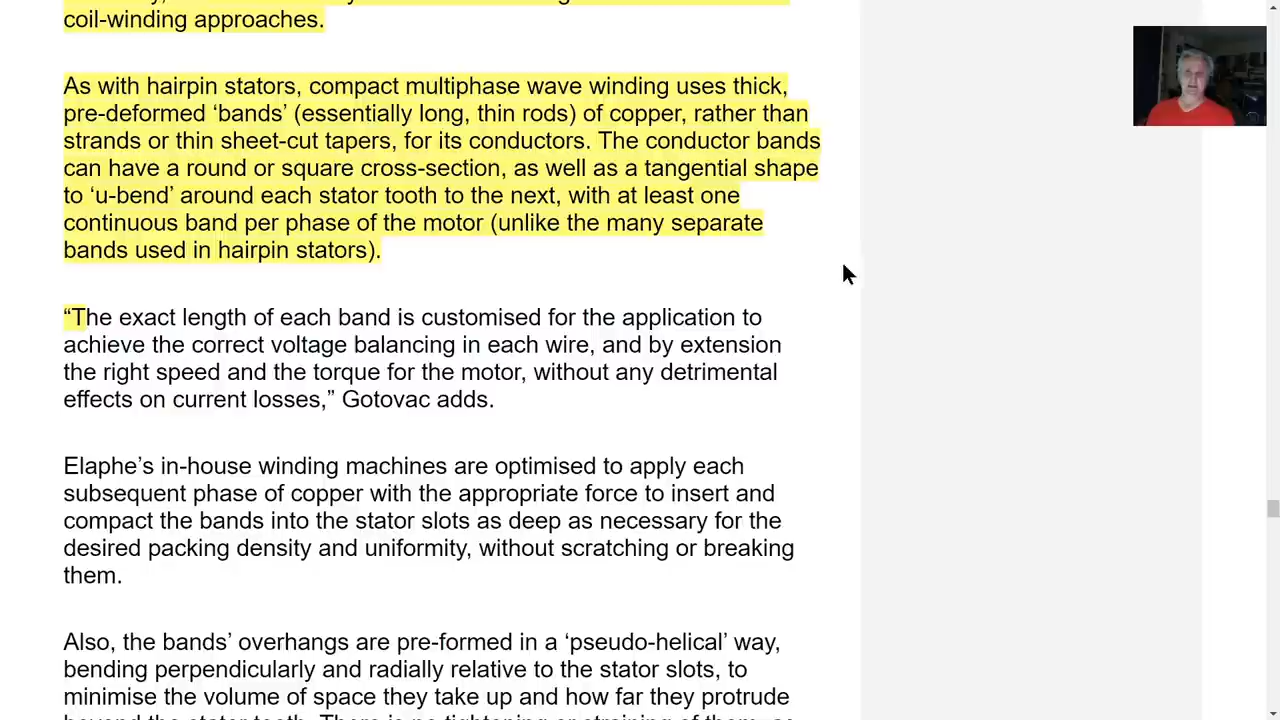 coil-winding approaches.
As with hairpin stators, compact multiphase wave winding uses thick,
pre-deformed ‘bands’ (essentially long, thin rods) of copper, rather than
strands or thin sheet-cut tapers, for its conductors. The conductor bands
can have a round or square cross-section, as well as a tangential shape
to ‘u-bend’ around each stator tooth to the next, with at least one
continuous band per phase of the motor (unlike the many separate
bands used in hairpin stators).
“The exact length of each band is customised for the application to
achieve the correct voltage balancing in each wire, and by extension
the right speed and the torque for the motor, without any detrimental
effects on current losses,” Gotovac adds.
Elaphe’s in-house winding machines are optimised to apply each
subsequent phase of copper with the appropriate force to insert and
compact the bands into the stator slots as deep as necessary for the
desired packing density and uniformity, without scratching or breaking
them.
Also, the bands’ overhangs are pre-formed in a ‘pseudo-helical’ way,
bending perpendicularly and radially relative to the stator slots, to
minimise the volume of space they take up and how far they protrude